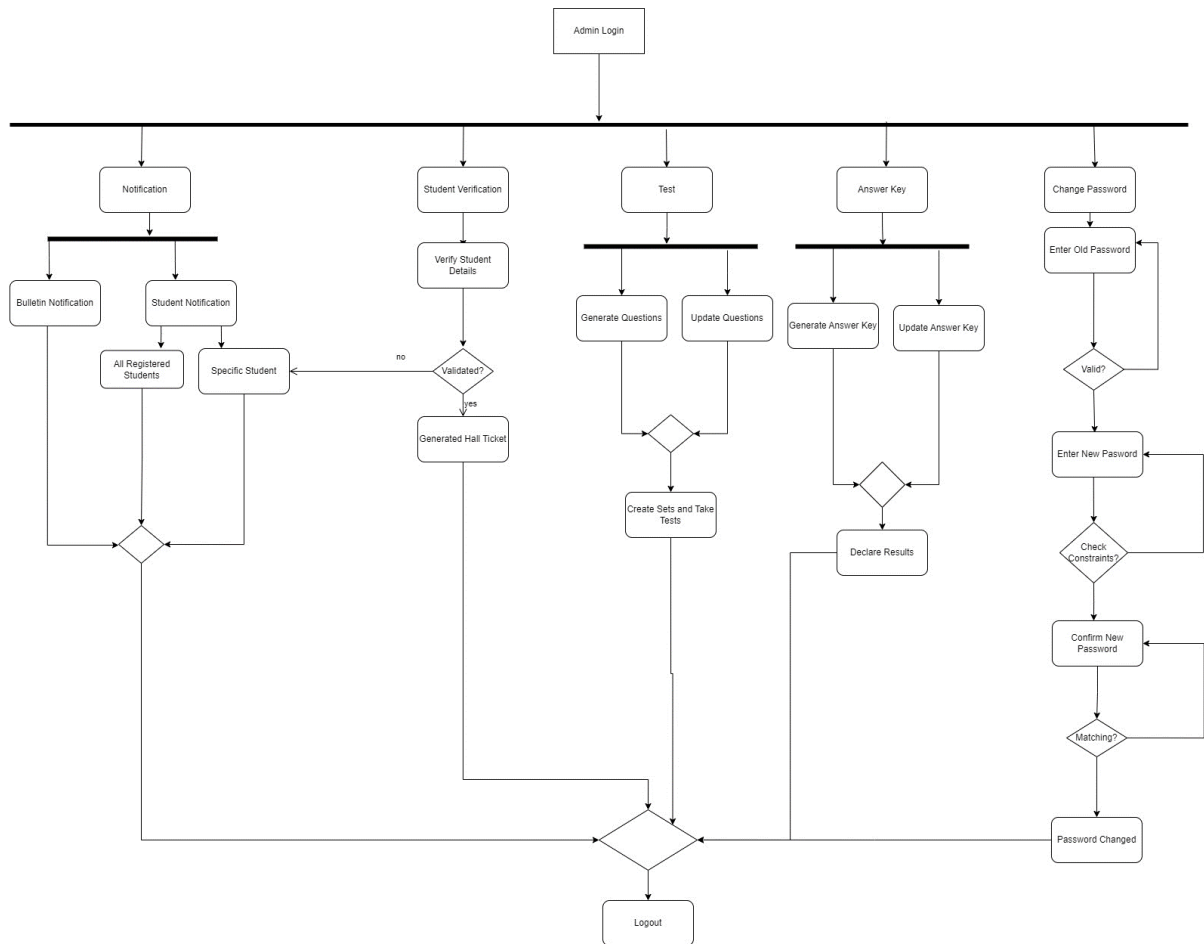 Admin Login
Notification
Student Verification
Test
Answer Key
Change Password
Enter Old Password
Verify Student
Details
Bulletin Notification
Student Notification
Generate Questions
Update Questions
Generate Answer Key
Update Answer Key
All Registered
Students
Specific Student
no
Validated?
Valid?
yes
Generated Hall Ticket
Enter New Pasword
Create Sets and Take
Tests
Declare Results
Check
Constraints?
Confirm New
Password
Matching?
Password Changed
Logout